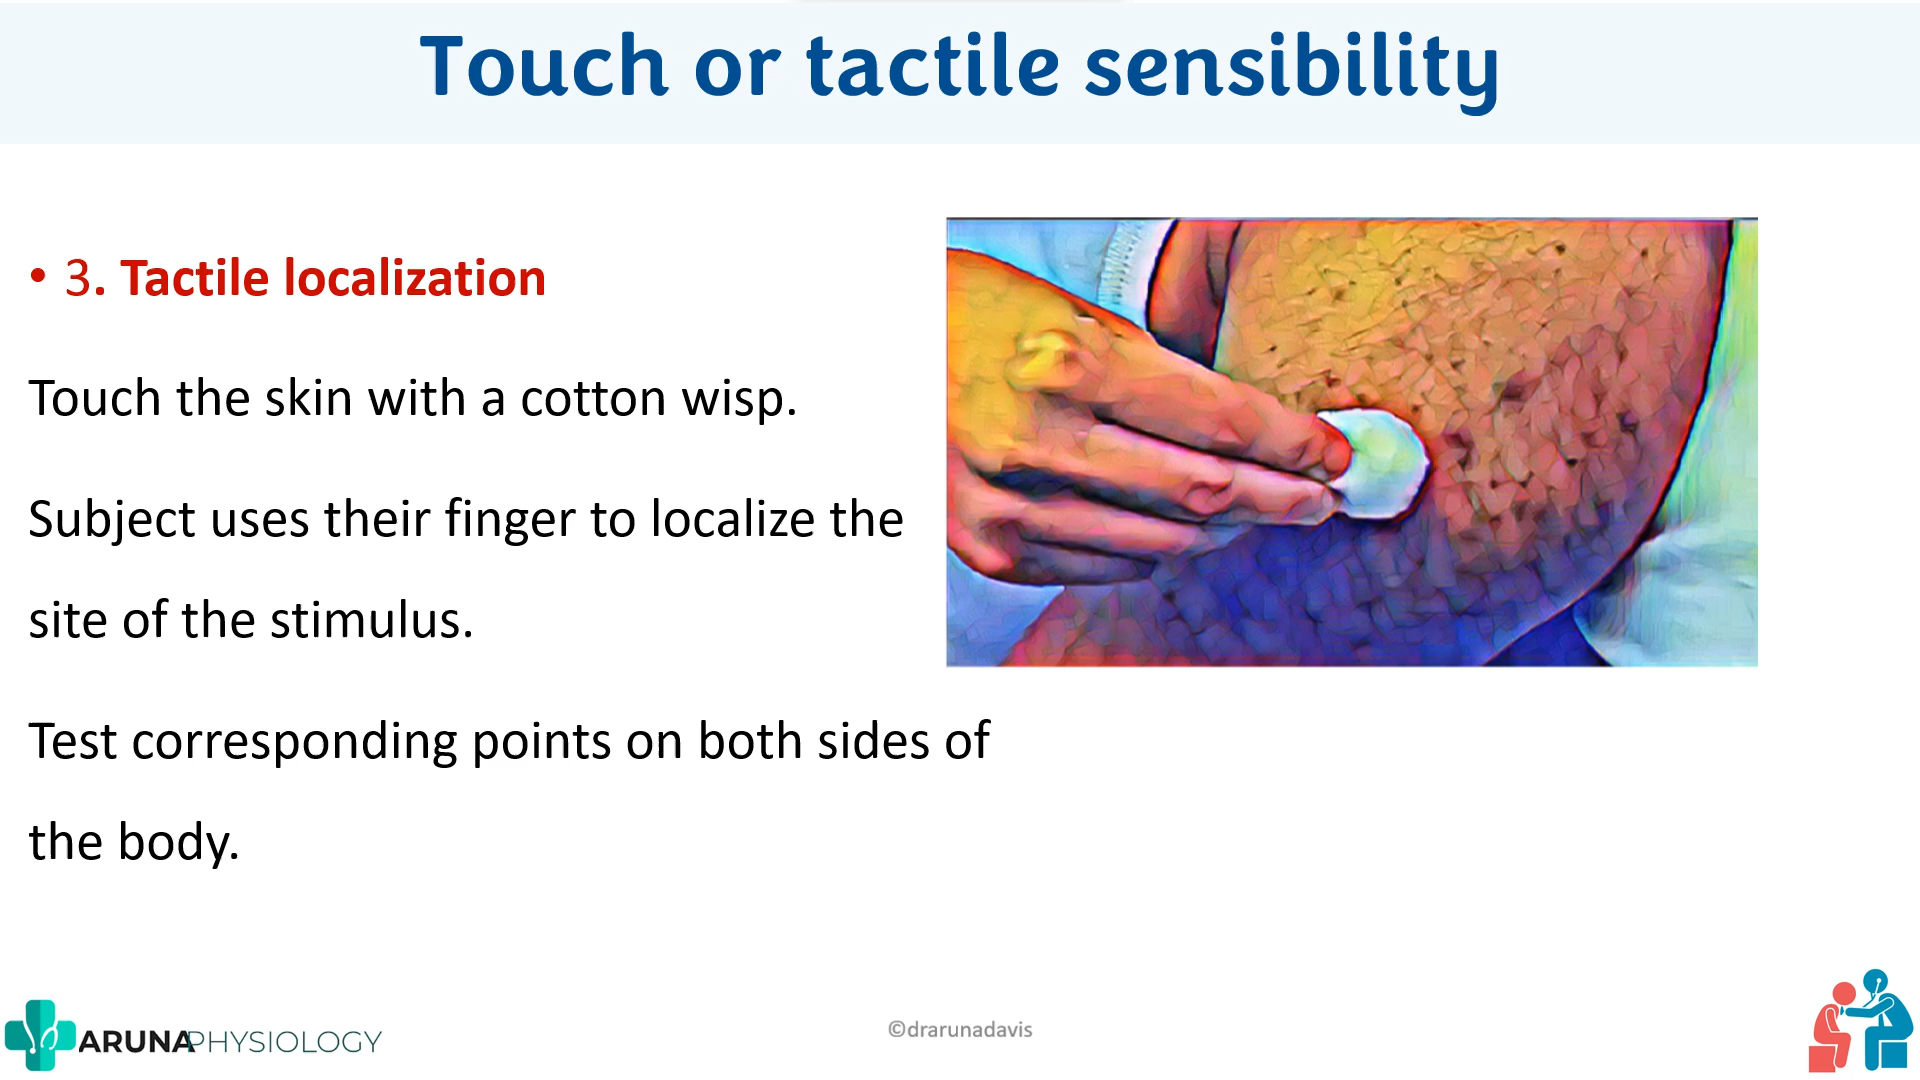 Touch or tactile sensibility
• 3. Tactile localization
Touch the skin with a cotton wisp.
Subject uses their finger to localize the
site of the stimulus.
Test corresponding points on both sides of
the body.
ARUNAPHYSIOLOGY
©drarunadavis